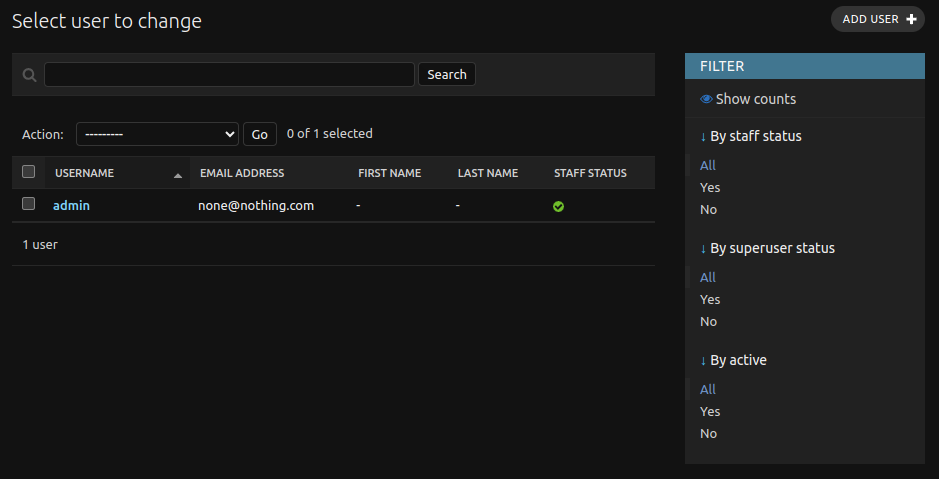 Select user to change
ADD USER
Search
Action: --------- Go 0 of 1 selected
USERNAME EMAIL ADDRESS FIRST NAME LAST NAME STAFF STATUS
admin none@nothing.com - -
1 user
FILTER
Show counts
↓ By staff status
All
Yes
No
↓ By superuser status
All
Yes
No
↓ By active
All
Yes
No